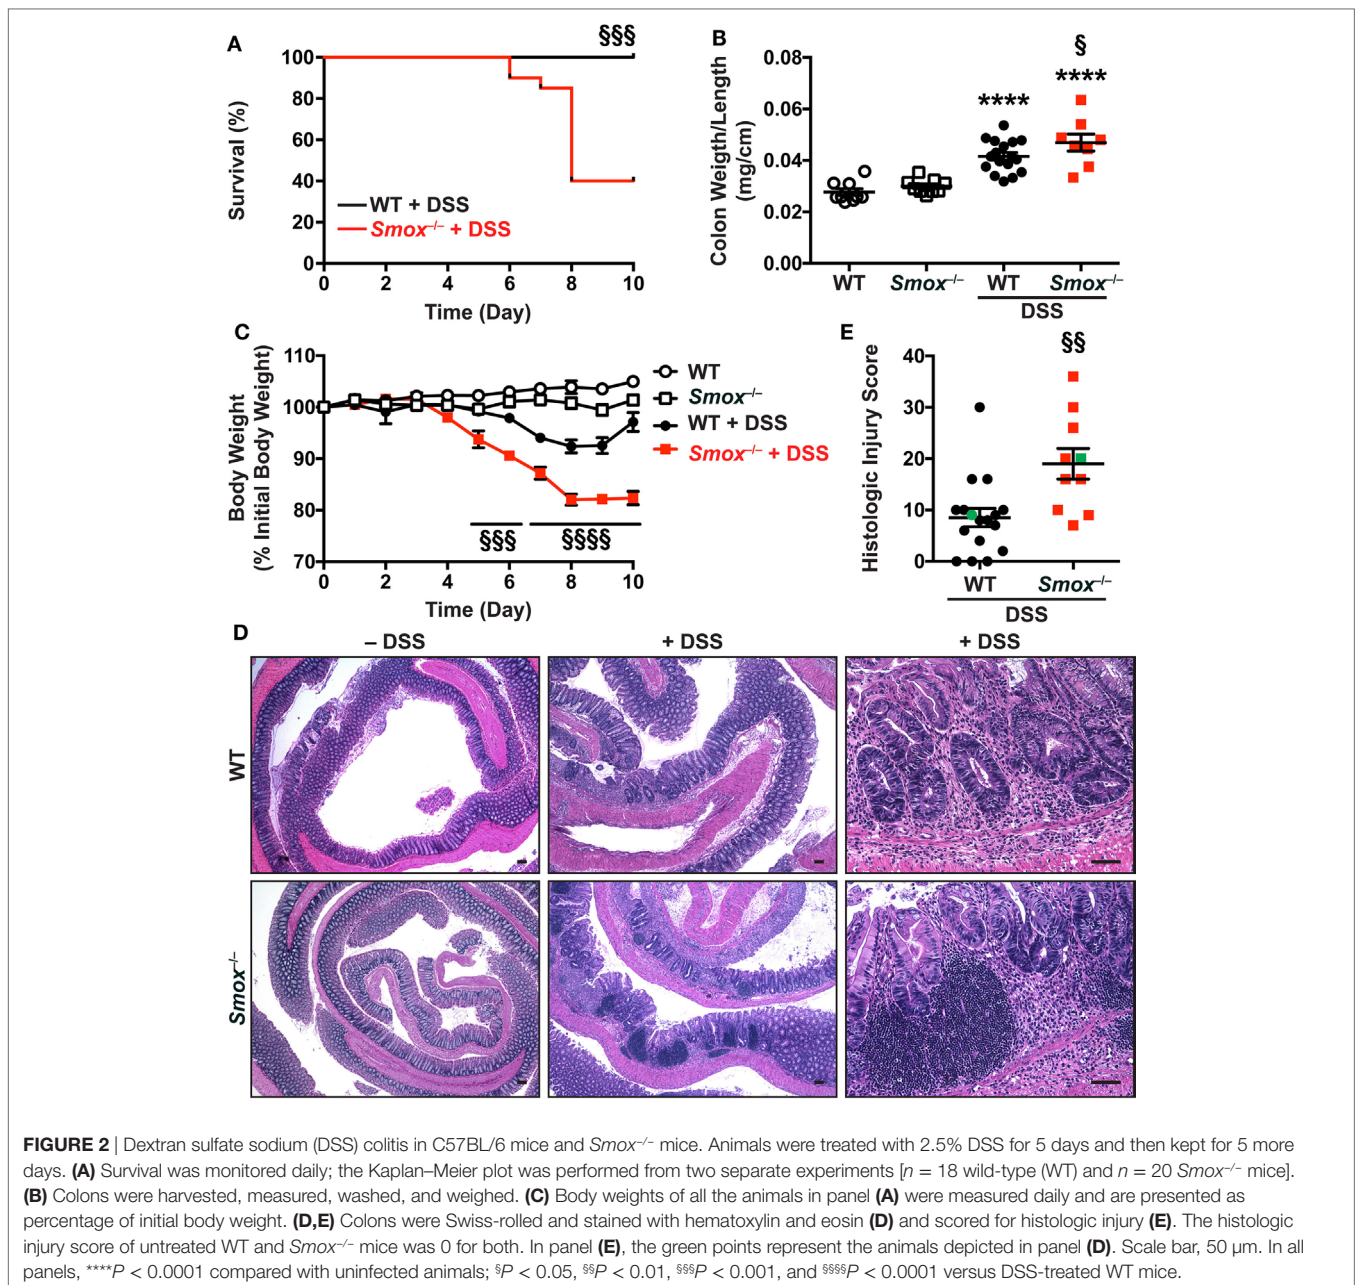 A
§§§
100
80
60
40
20
0
Survival (%)
WT + DSS
Smox–/– + DSS
0 2 4 6 8 10
Time (Day)
B
§
****
****
0.08
0.06
0.04
0.02
0.00
Colon Weigth/Length
(mg/cm)
WT Smox–/– WT Smox–/–
DSS
C
110
100
90
80
70
Body Weight
(% Initial Body Weight)
WT
Smox–/–
WT + DSS
Smox–/– + DSS
§§§ §§§§
0 2 4 6 8 10
Time (Day)
E
§§
40
30
20
10
0
Histologic Injury Score
WT Smox–/–
DSS
D
– DSS + DSS + DSS
WT
Smox–/–
FIGURE 2 | Dextran sulfate sodium (DSS) colitis in C57BL/6 mice and Smox–/– mice. Animals were treated with 2.5% DSS for 5 days and then kept for 5 more
days. (A) Survival was monitored daily; the Kaplan–Meier plot was performed from two separate experiments [n = 18 wild-type (WT) and n = 20 Smox–/– mice].
(B) Colons were harvested, measured, washed, and weighed. (C) Body weights of all the animals in panel (A) were measured daily and are presented as
percentage of initial body weight. (D,E) Colons were Swiss-rolled and stained with hematoxylin and eosin (D) and scored for histologic injury (E). The histologic
injury score of untreated WT and Smox–/– mice was 0 for both. In panel (E), the green points represent the animals depicted in panel (D). Scale bar, 50 µm. In all
panels, ****P < 0.0001 compared with uninfected animals; §P < 0.05, §§P < 0.01, §§§P < 0.001, and §§§§P < 0.0001 versus DSS-treated WT mice.